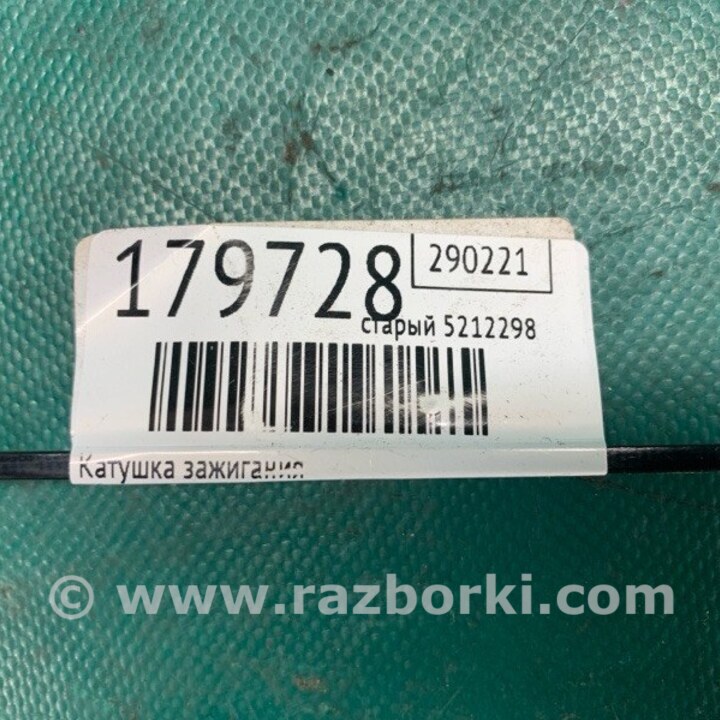 179728
290221
старый 5212298
Катушка зажигания
© www.razborki.com